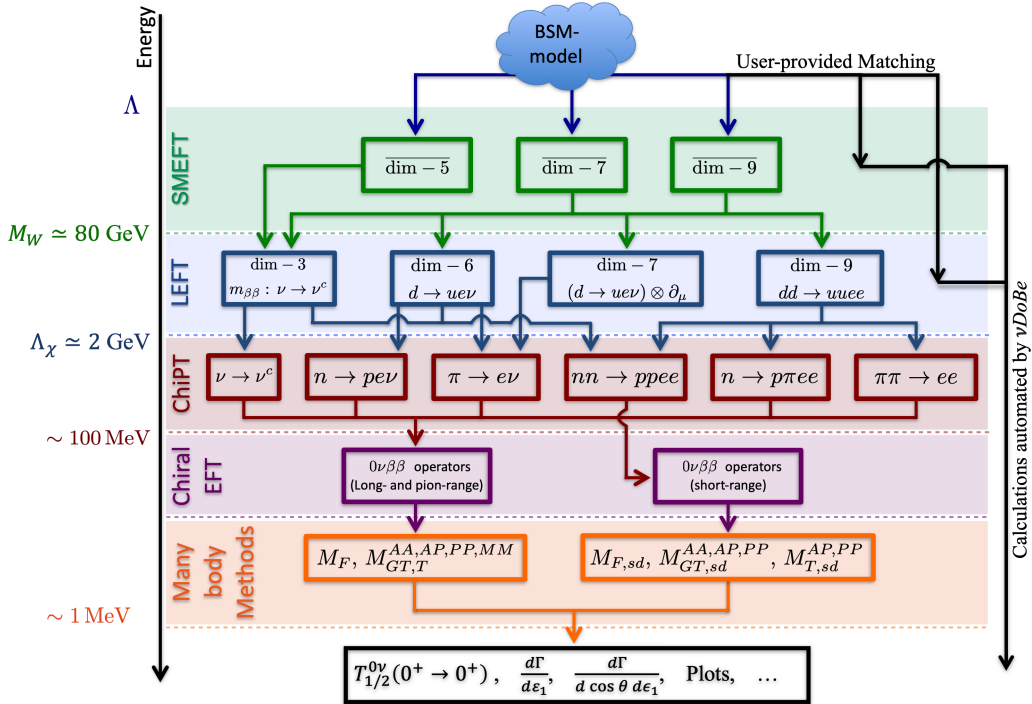 Energy
BSM-
model
User-provided Matching
Λ
SMEFT
dim − 5
dim − 7
dim − 9
M_W ≃ 80 GeV
LEFT
dim − 3
m_{ββ} : ν → ν^c
dim − 6
d → ueν
dim − 7
(d → ueν) ⊗ ∂_μ
dim − 9
dd → uuee
Λ_χ ≃ 2 GeV
ChiPT
ν → ν^c
n → peν
π → eν
nn → ppee
n → pπee
ππ → ee
∼ 100 MeV
Chiral
EFT
0νββ operators
(Long- and pion-range)
0νββ operators
(short-range)
Many
body
Methods
M_F, M_{GT,T}^{AA,AP,PP,MM}
M_{F,sd}, M_{GT,sd}^{AA,AP,PP}, M_{T,sd}^{AP,PP}
∼ 1 MeV
T_{1/2}^{0ν}(0⁺ → 0⁺) , dΓ/dε₁, dΓ/d cos θ dϵ₁, Plots, …
Calculations automated by νDoBe